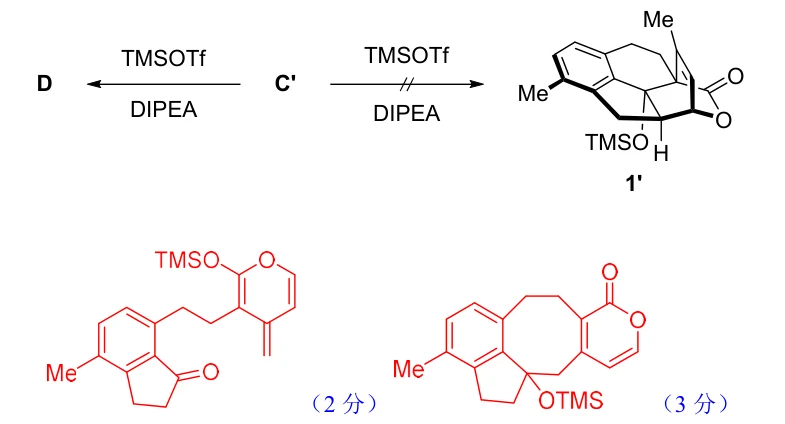 Me
TMSOTf
TMSOTf
D
C'
O
DIPEA
DIPEA
Me
O
TMSO
H
1'
TMSO
O
O
O
Me
O
Me
OTMS
（2 分）
（3 分）